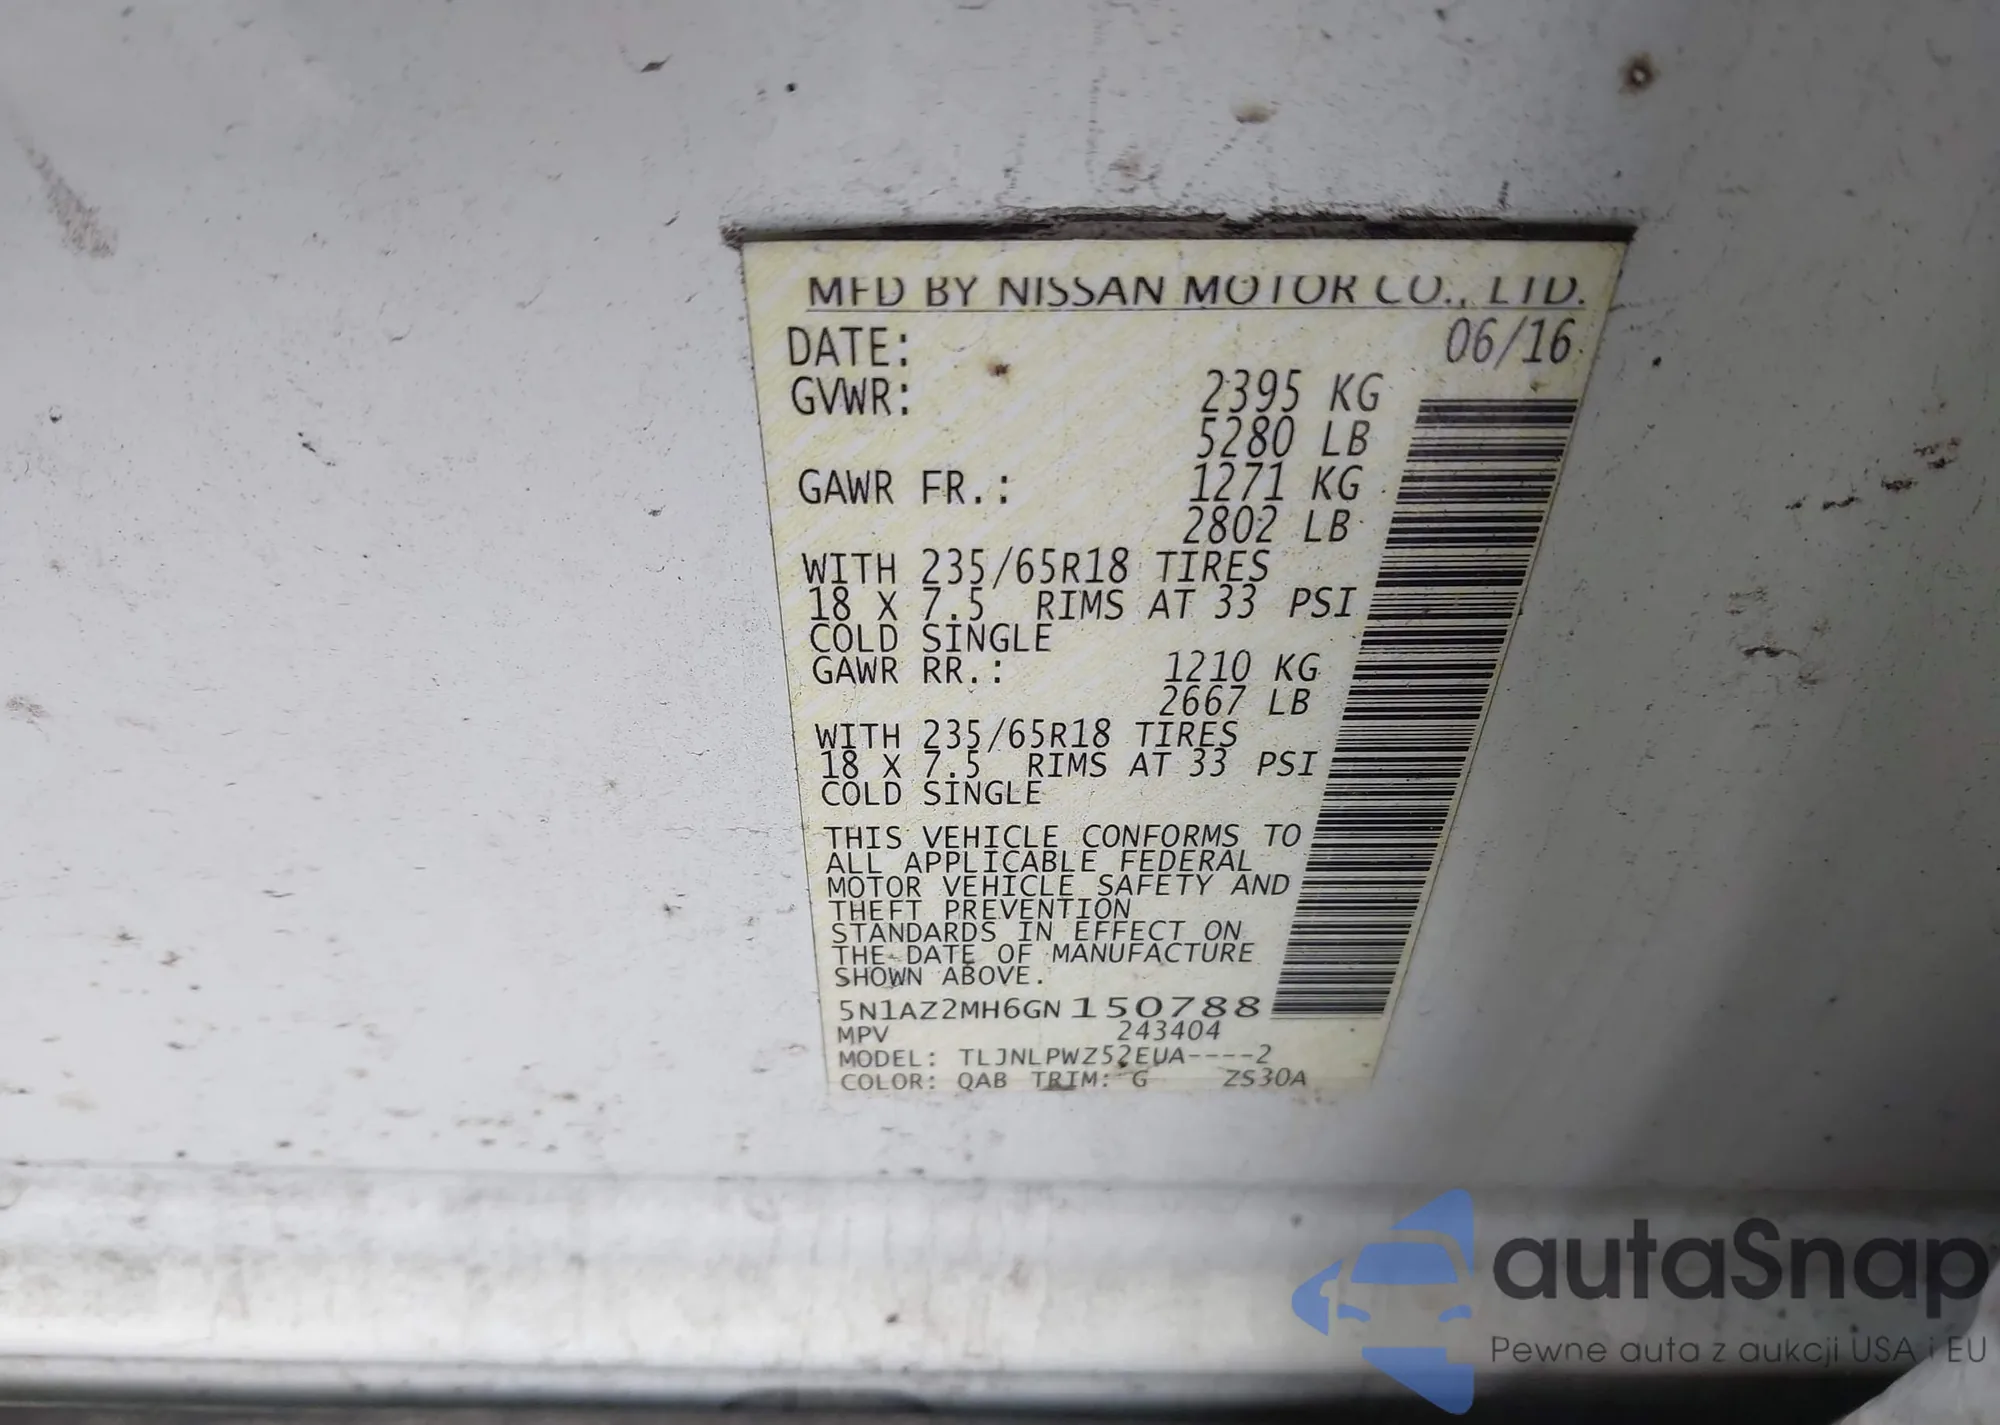 MFD BY NISSAN MOTOR CO., LTD.
DATE: 06/16
GVWR: 2395 KG
5280 LB
GAWR FR.: 1271 KG
2802 LB
WITH 235/65R18 TIRES
18 X 7.5 RIMS AT 33 PSI
COLD SINGLE
GAWR RR.: 1210 KG
2667 LB
WITH 235/65R18 TIRES
18 X 7.5 RIMS AT 33 PSI
COLD SINGLE
THIS VEHICLE CONFORMS TO
ALL APPLICABLE FEDERAL
MOTOR VEHICLE SAFETY AND
THEFT PREVENTION
STANDARDS IN EFFECT ON
THE DATE OF MANUFACTURE
SHOWN ABOVE.
5N1AZ2MH6GN150788
MPV 243404
MODEL: TLJNLPWZ52EUA----2
COLOR: QAB TRIM: G ZS30A
autaSnap
Pewne auta z aukcji USA i EU